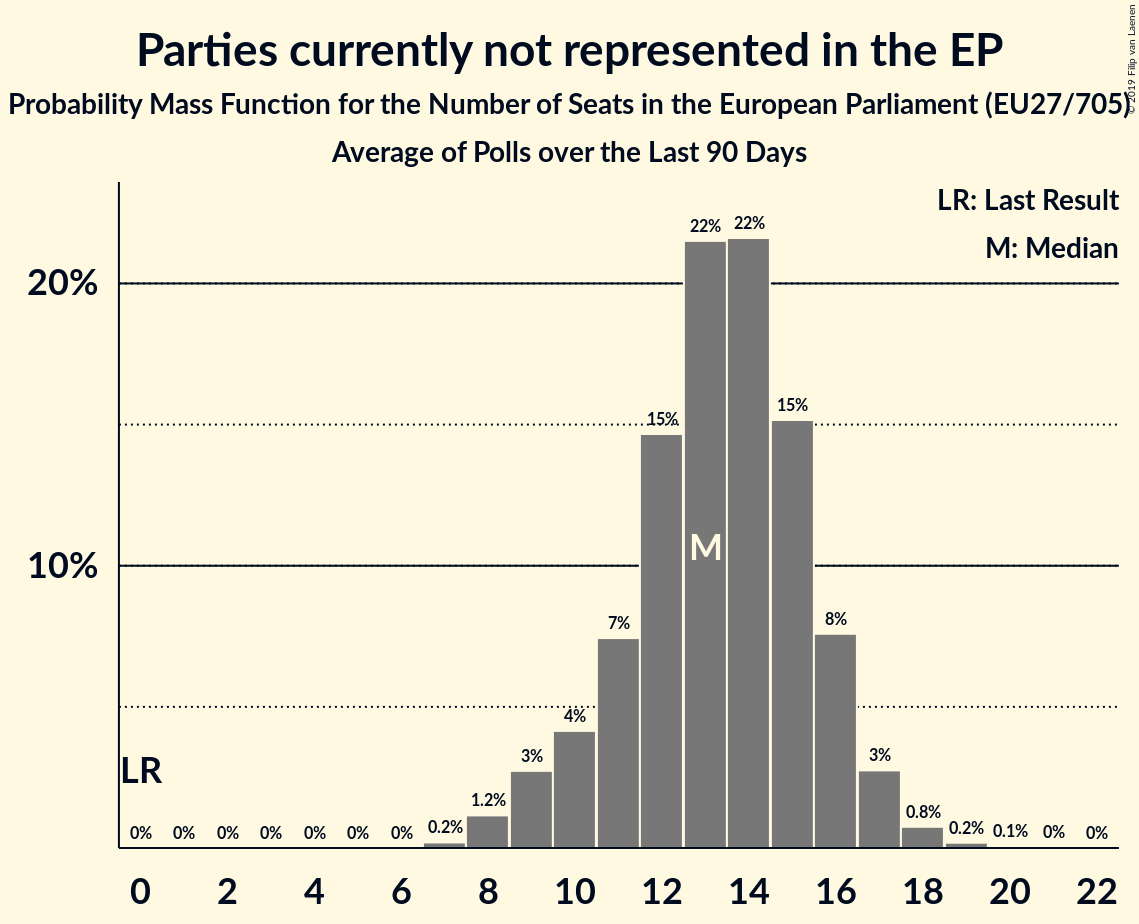 Parties currently not represented in the EP
Probability Mass Function for the Number of Seats in the European Parliament (EU27/705)
Average of Polls over the Last 90 Days
© 2019 Filip van Laenen
LR: Last Result
M: Median
20%
10%
22% 22%
15% 15%
M
7% 8%
4%
3% 3%
LR
0% 0% 0% 0% 0% 0% 0% 0.2% 1.2% 0.8% 0.2% 0.1% 0% 0%
0 2 4 6 8 10 12 14 16 18 20 22